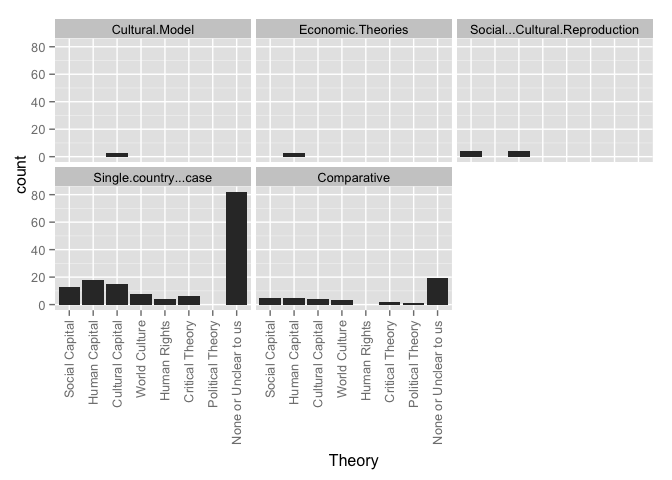 Cultural.Model
Economic.Theories
Social...Cultural.Reproduction
80
60
40
20
0
Single.country...case
Comparative
80
60
40
20
0
count
Social Capital
Human Capital
Cultural Capital
World Culture
Human Rights
Critical Theory
Political Theory
None or Unclear to us
Social Capital
Human Capital
Cultural Capital
World Culture
Human Rights
Critical Theory
Political Theory
None or Unclear to us
Theory